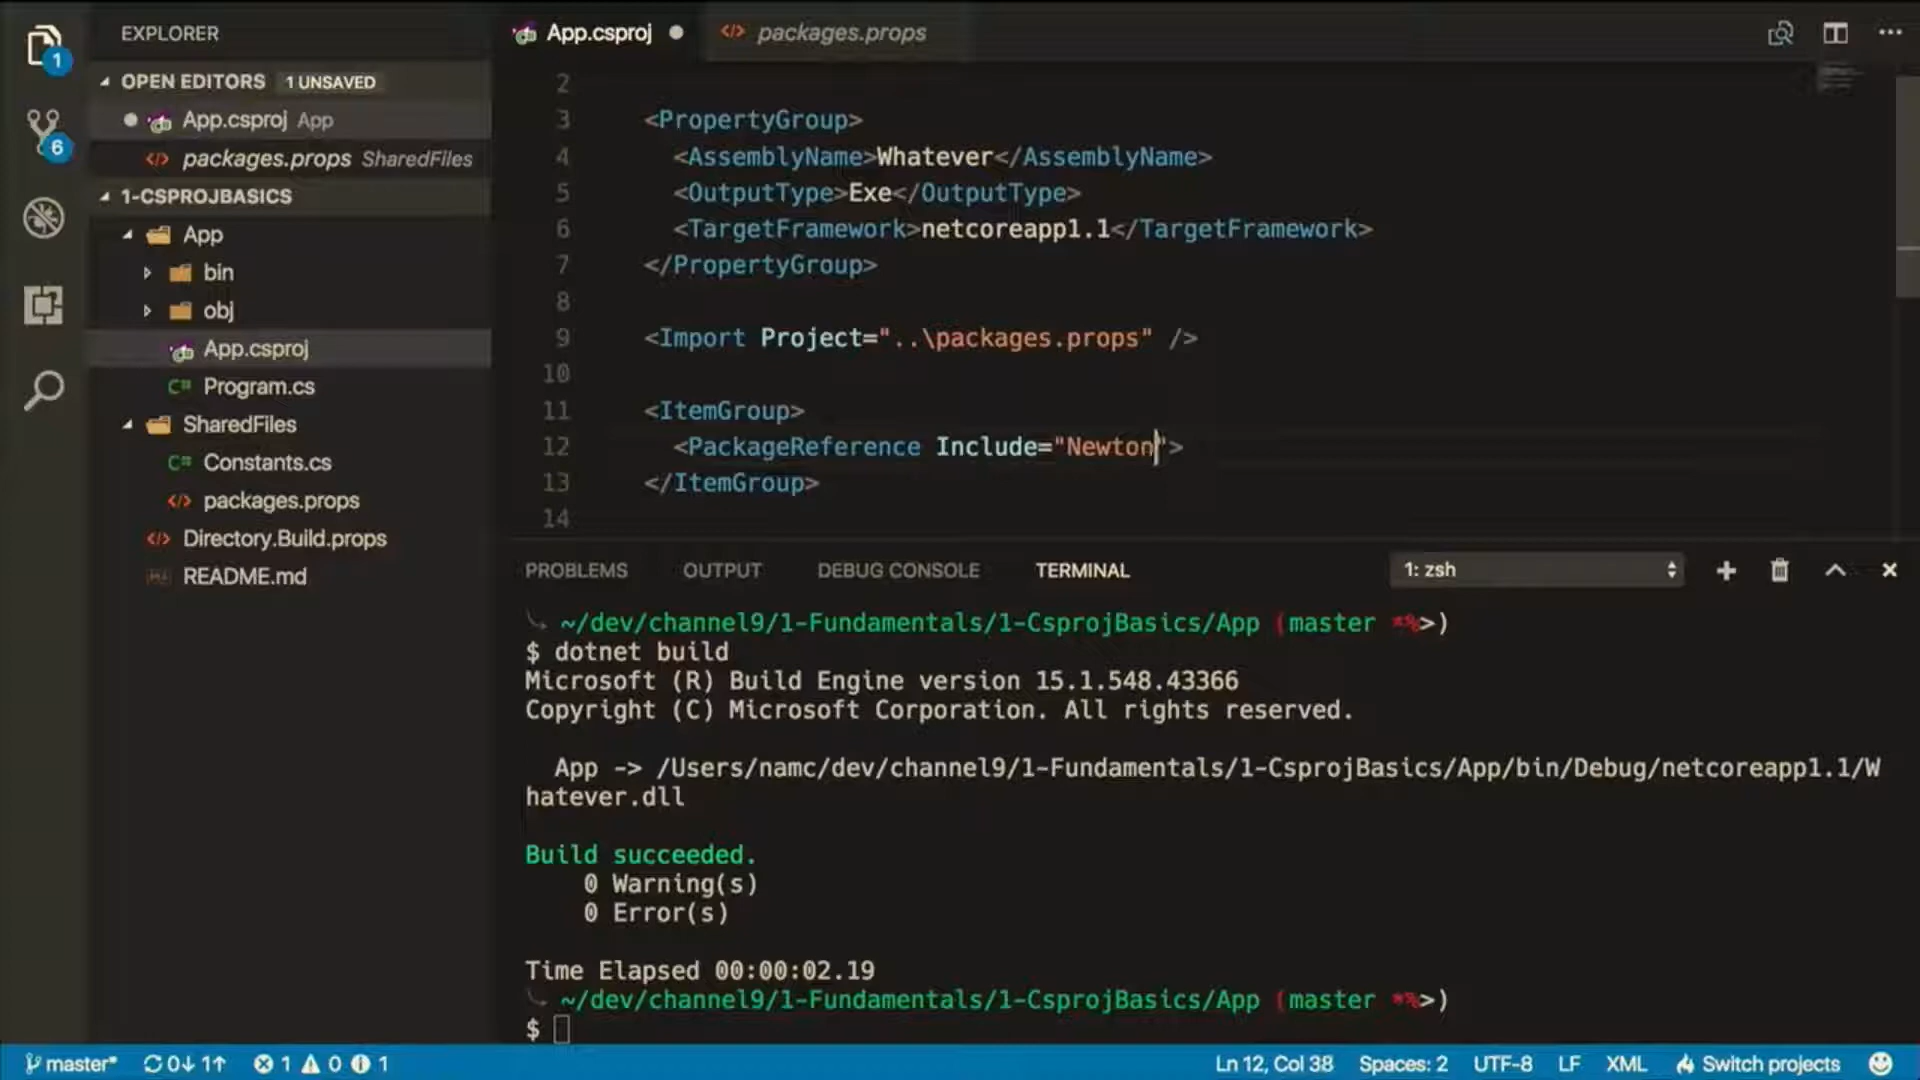 EXPLORER
OPEN EDITORS 1 UNSAVED
App.csproj App
packages.props SharedFiles
1-CSPROJBASICS
App
bin
obj
App.csproj
Program.cs
SharedFiles
Constants.cs
packages.props
Directory.Build.props
README.md
1
6
App.csproj
packages.props
2
3 <PropertyGroup>
4 <AssemblyName>Whatever</AssemblyName>
5 <OutputType>Exe</OutputType>
6 <TargetFramework>netcoreapp1.1</TargetFramework>
7 </PropertyGroup>
8
9 <Import Project="..\packages.props" />
10
11 <ItemGroup>
12 <PackageReference Include="Newton">
13 </ItemGroup>
14
PROBLEMS OUTPUT DEBUG CONSOLE TERMINAL 1: zsh
~/dev/channel9/1-Fundamentals/1-CsprojBasics/App (master *%>)
$ dotnet build
Microsoft (R) Build Engine version 15.1.548.43366
Copyright (C) Microsoft Corporation. All rights reserved.
App -> /Users/namc/dev/channel9/1-Fundamentals/1-CsprojBasics/App/bin/Debug/netcoreapp1.1/W
hatever.dll
Build succeeded.
0 Warning(s)
0 Error(s)
Time Elapsed 00:00:02.19
~/dev/channel9/1-Fundamentals/1-CsprojBasics/App (master *%>)
$
master* 0↓ 1↑ 1 0 1 Ln 12, Col 38 Spaces: 2 UTF-8 LF XML Switch projects